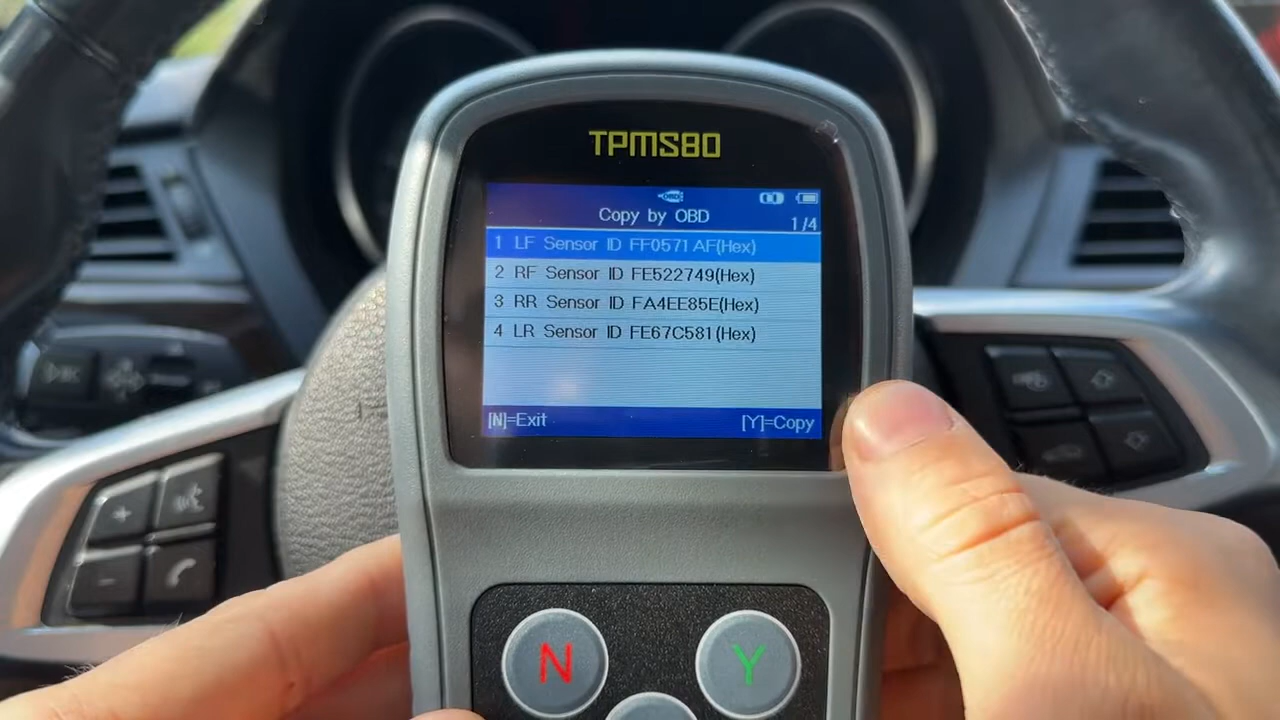 TPMS80
Copy by OBD
1/4
1 LF Sensor ID FF0571AF(Hex)
2 RF Sensor ID FE522749(Hex)
3 RR Sensor ID FA4EE85E(Hex)
4 LR Sensor ID FE67C581(Hex)
[N]=Exit [Y]=Copy
N Y